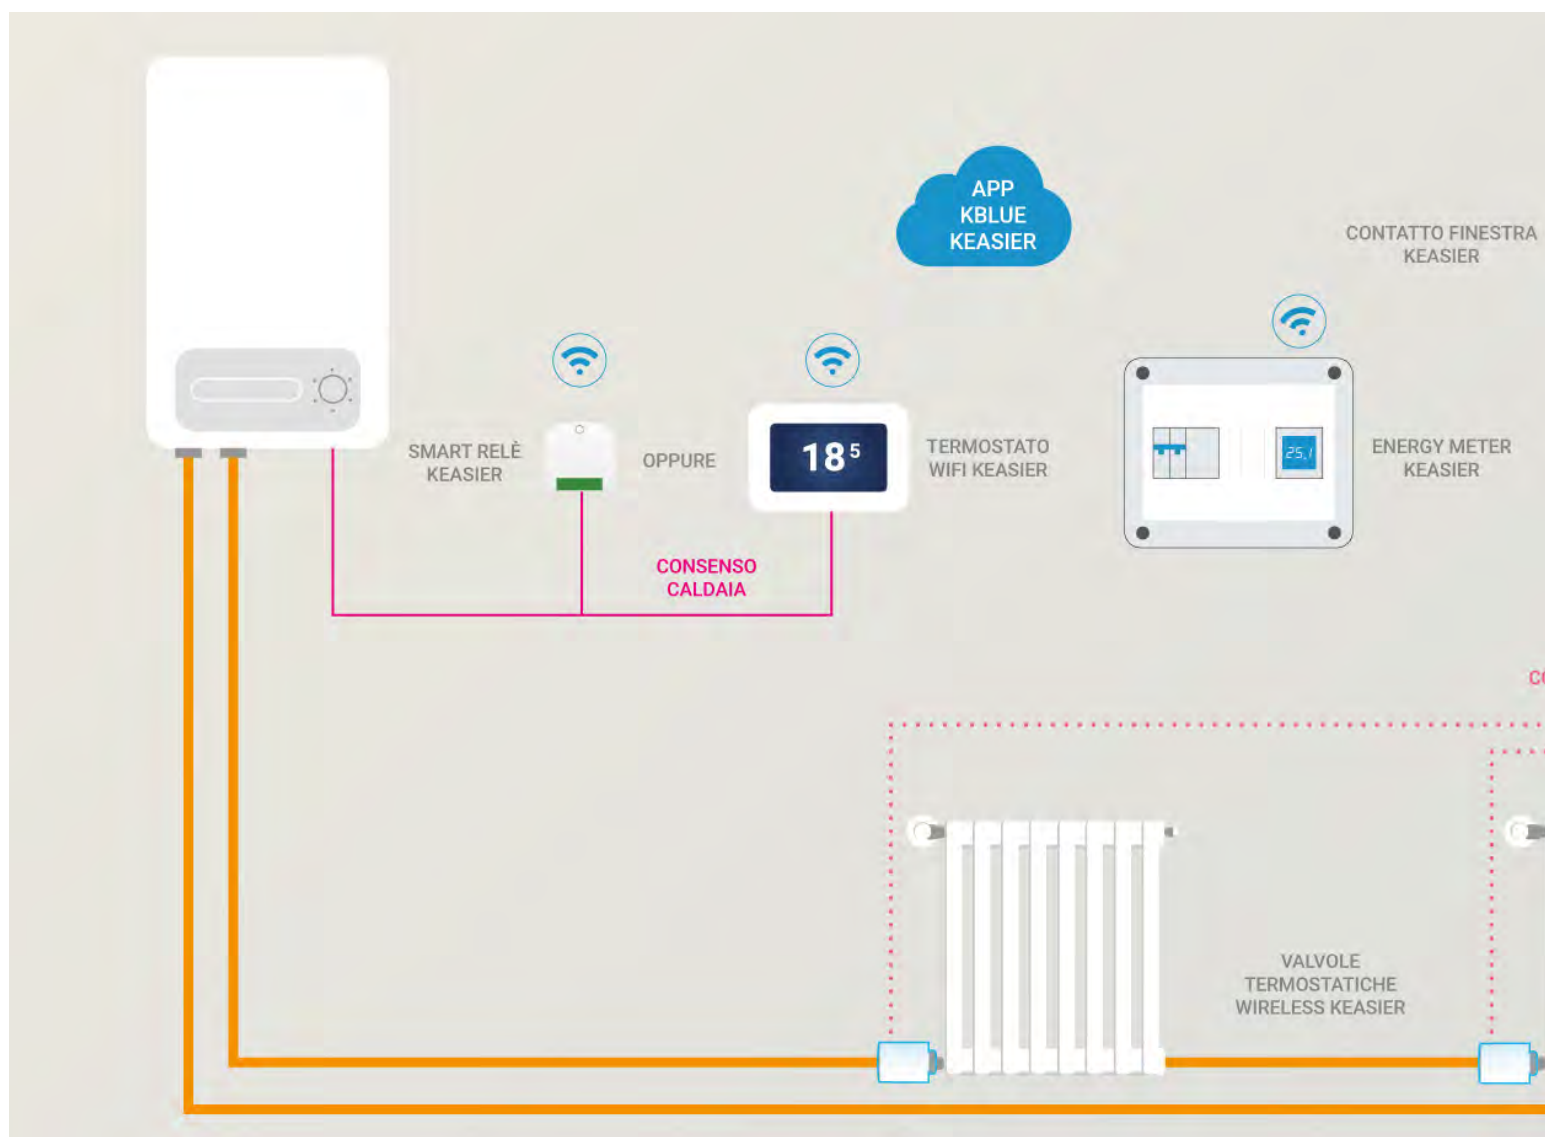 APP
KBLUE
KEASIER
CONTATTO FINESTRA
KEASIER
SMART RELÈ
KEASIER
OPPURE
18⁵
TERMOSTATO
WIFI KEASIER
25,1
ENERGY METER
KEASIER
CONSENSO
CALDAIA
VALVOLE
TERMOSTATICHE
WIRELESS KEASIER